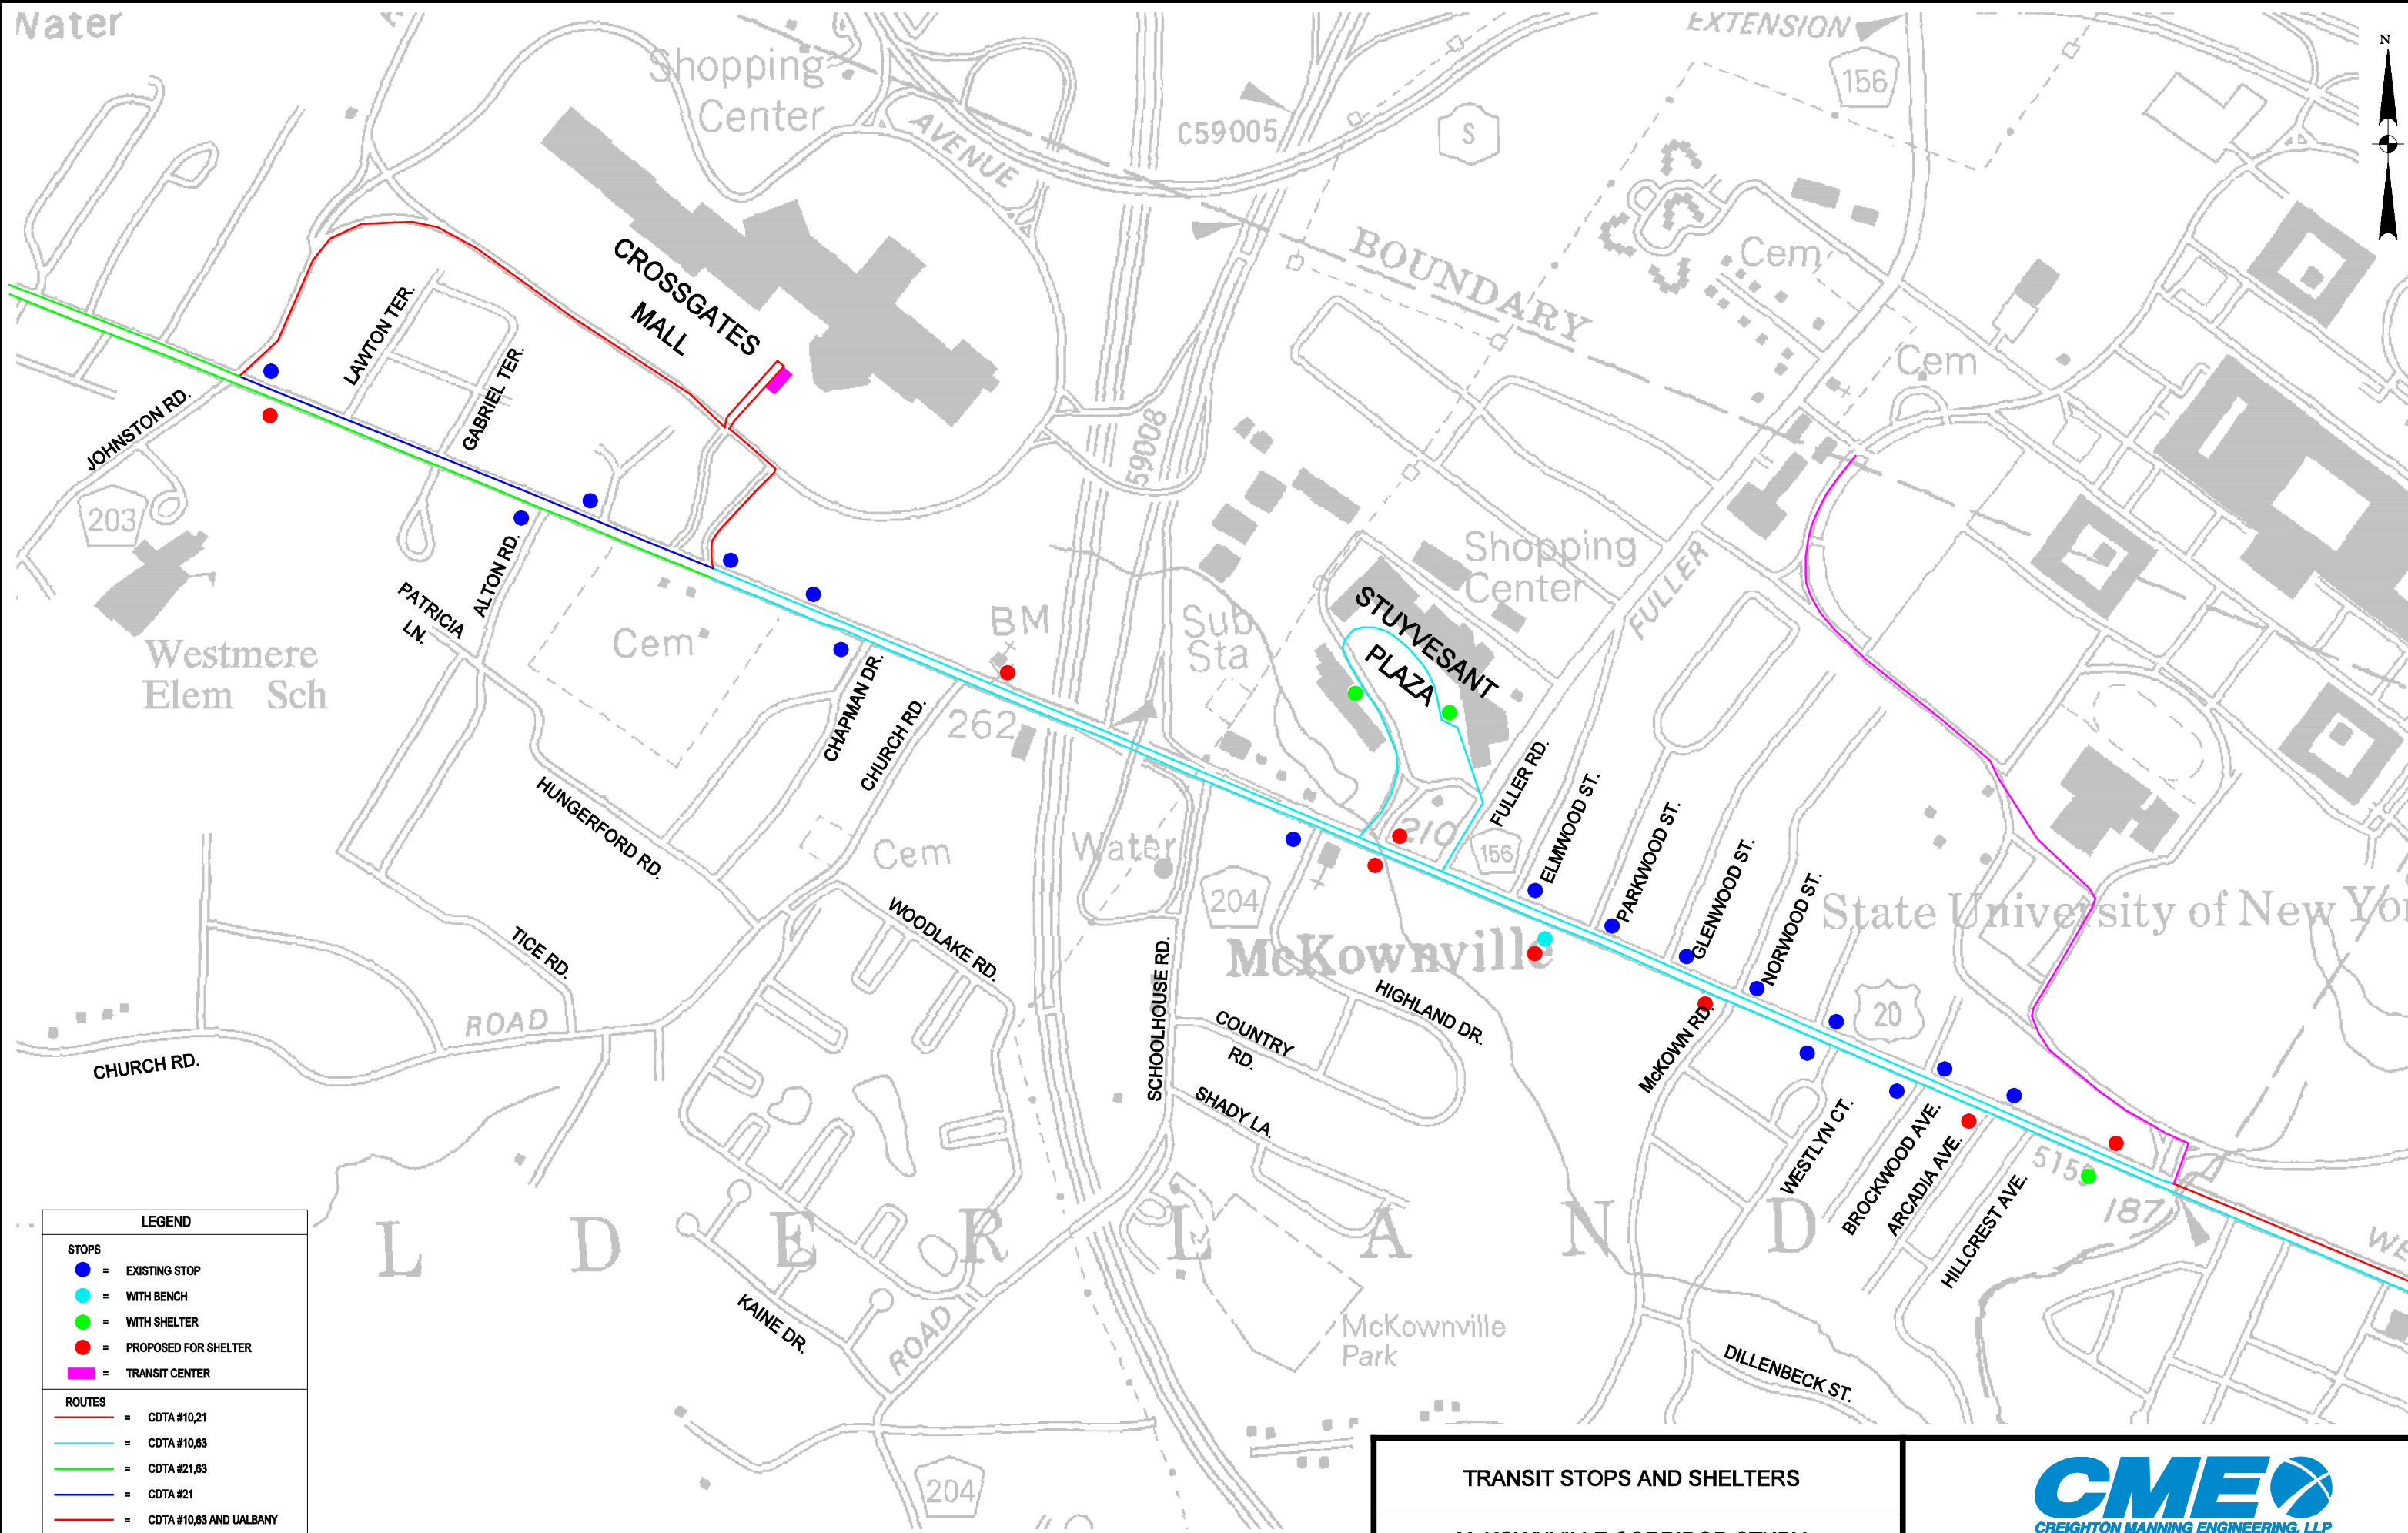 Water
EXTENSION
N
Shopping
Center
156
AVENUE
C59005
S
BOUNDARY
Cem
Cem
CROSSGATES
MALL
LAWTON TER.
GABRIEL TER.
JOHNSTON RD.
59008
203
ALTON RD.
PATRICIA
LN.
Westmere
Elem Sch
Cem
BM
Sub
Sta
Shopping
Center
STUYVESANT
PLAZA
FULLER
CHAPMAN DR.
CHURCH RD.
262
HUNGERFORD RD.
Cem
Water
210
FULLER RD.
156
ELMWOOD ST.
PARKWOOD ST.
GLENWOOD ST.
NORWOOD ST.
State University of New Yor
204
McKownville
20
WOODLAKE RD.
TICE RD.
ROAD
CHURCH RD.
SCHOOLHOUSE RD.
HIGHLAND DR.
COUNTRY
RD.
SHADY LA.
McKOWN RD.
WESTLYN CT.
BROCKWOOD AVE.
ARCADIA AVE.
HILLCREST AVE.
5159
187
WE
L D E R L A N D
KAINE DR.
ROAD
McKownville
Park
DILLENBECK ST.
204
LEGEND
STOPS
= EXISTING STOP
= WITH BENCH
= WITH SHELTER
= PROPOSED FOR SHELTER
= TRANSIT CENTER
ROUTES
= CDTA #10,21
= CDTA #10,63
= CDTA #21,63
= CDTA #21
= CDTA #10,63 AND UALBANY
TRANSIT STOPS AND SHELTERS
McKOWNVILLE CORRIDOR STUDY
CME
CREIGHTON MANNING ENGINEERING, LLP